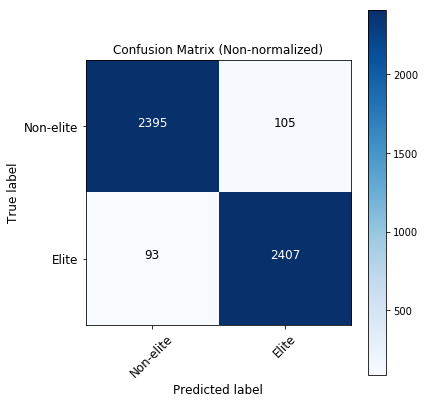 Confusion Matrix (Non-normalized)
True label
Non-elite
2395
105
Elite
93
2407
Non-elite
Elite
Predicted label
2000
1500
1000
500